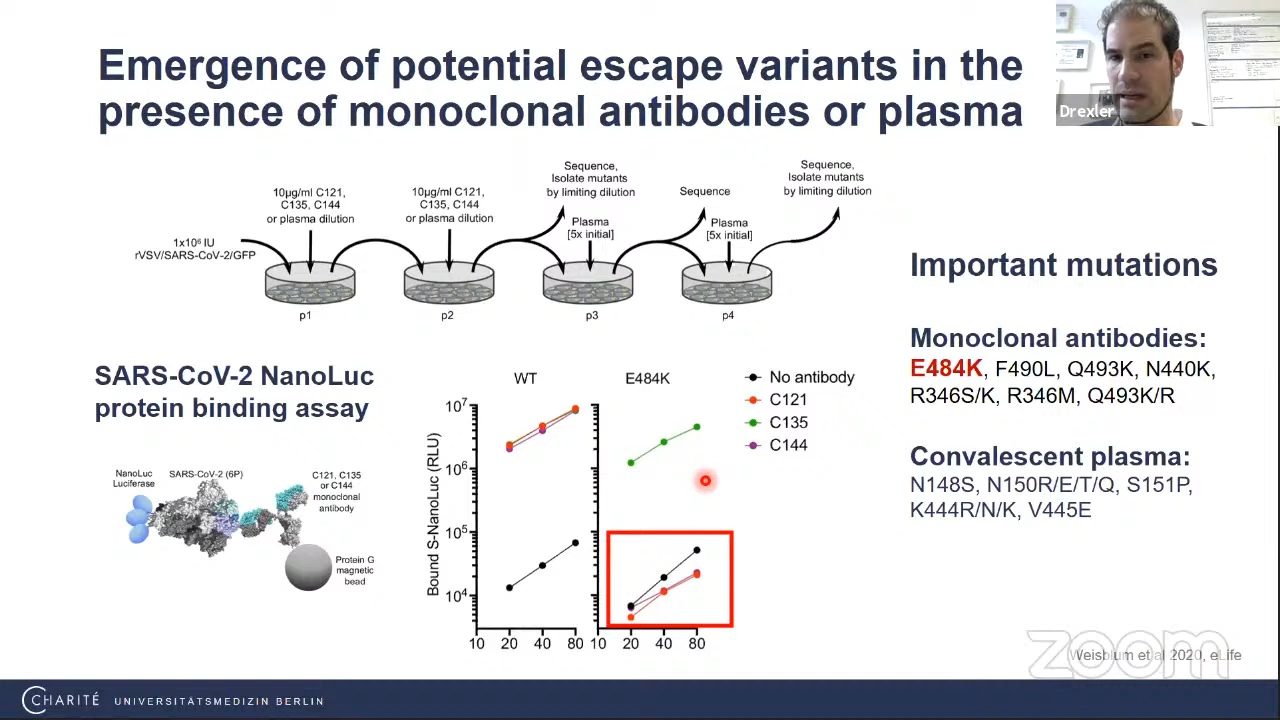 Emergence of potential escape variants in the
presence of monoclonal antibodies or plasma
Drexler
10µg/ml C121,
C135, C144
or plasma dilution
10µg/ml C121,
C135, C144
or plasma dilution
Sequence,
Isolate mutants
by limiting dilution
Sequence
Sequence,
Isolate mutants
by limiting dilution
Plasma
[5x initial]
Plasma
[5x initial]
1x10⁶ IU
rVSV/SARS-CoV-2/GFP
p1
p2
p3
p4
Important mutations
Monoclonal antibodies:
E484K, F490L, Q493K, N440K,
R346S/K, R346M, Q493K/R
Convalescent plasma:
N148S, N150R/E/T/Q, S151P,
K444R/N/K, V445E
SARS-CoV-2 NanoLuc
protein binding assay
NanoLuc
Luciferase
SARS-CoV-2 (6P)
C121, C135
or C144
monoclonal
antibody
Protein G
magnetic
bead
WT
E484K
No antibody
C121
C135
C144
Bound S-NanoLuc (RLU)
10⁷
10⁶
10⁵
10⁴
10 20 40 80
10 20 40 80
zoom
Weisblum et al 2020, eLife
CHARITÉ UNIVERSITÄTSMEDIZIN BERLIN